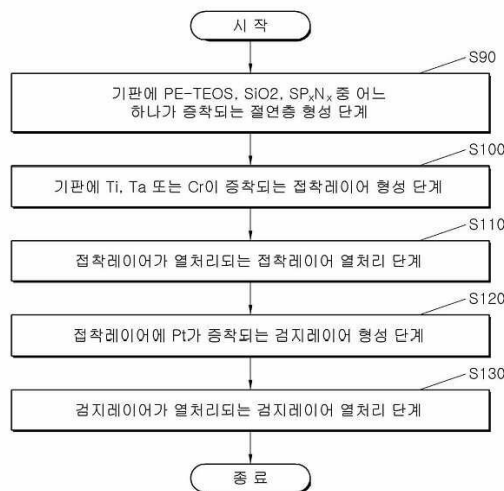 시 작
S90
기판에 PE-TEOS, SiO2, SPxNx 중 어느
하나가 증착되는 절연층 형성 단계
S100
기판에 Ti, Ta 또는 Cr이 증착되는 접착레이어 형성 단계
S110
접착레이어가 열처리되는 접착레이어 열처리 단계
S120
접착레이어에 Pt가 증착되는 검지레이어 형성 단계
S130
검지레이어가 열처리되는 검지레이어 열처리 단계
종 료